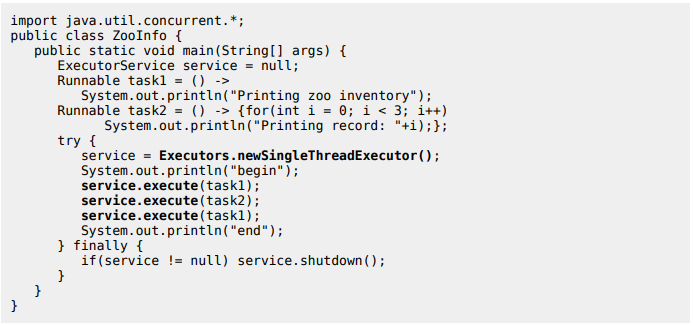 import java.util.concurrent.*;
public class ZooInfo {
   public static void main(String[] args) {
      ExecutorService service = null;
      Runnable task1 = () ->
         System.out.println("Printing zoo inventory");
      Runnable task2 = () -> {for(int i = 0; i < 3; i++)
            System.out.println("Printing record: "+i);};
      try {
         service = Executors.newSingleThreadExecutor();
         System.out.println("begin");
         service.execute(task1);
         service.execute(task2);
         service.execute(task1);
         System.out.println("end");
      } finally {
         if(service != null) service.shutdown();
      }
   }
}